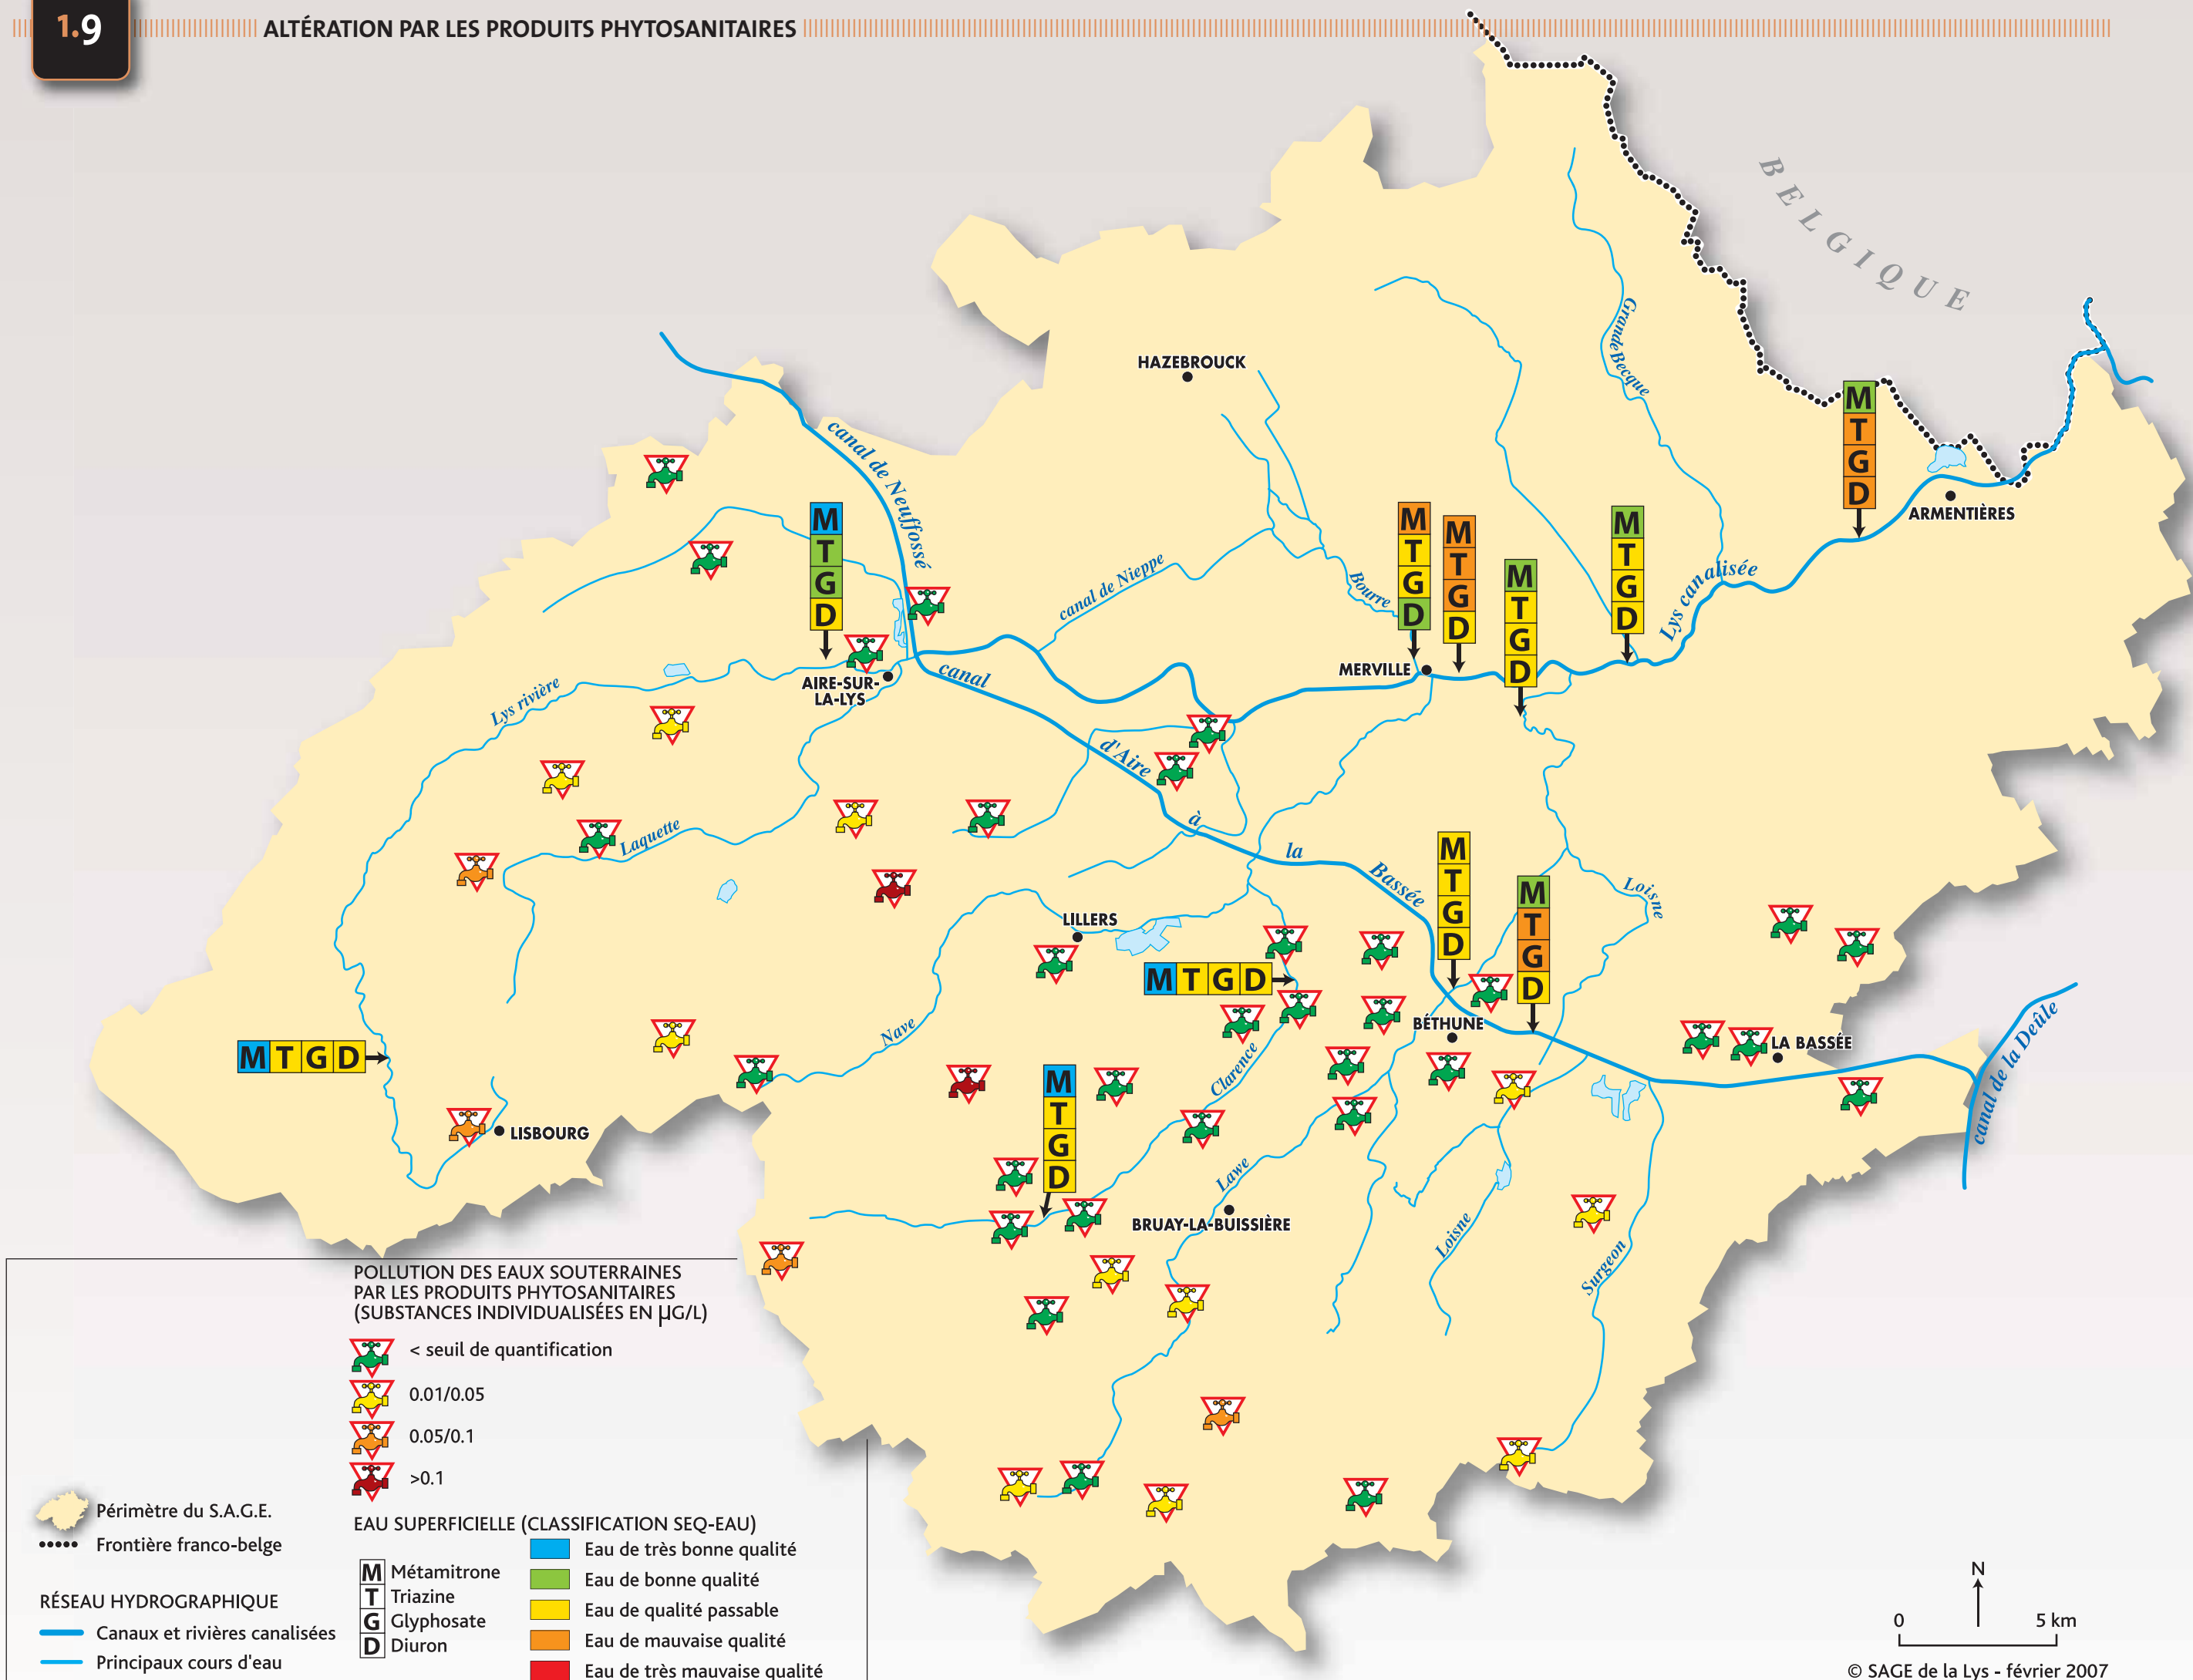 1.9
ALTÉRATION PAR LES PRODUITS PHYTOSANITAIRES
BELGIQUE
HAZEBROUCK
Grande Becque
canal de Neuffossé
M
T
G
D
ARMENTIÈRES
M
T
G
D
M
T
G
D
M
T
G
D
M
T
G
D
M
T
G
D
canal de Nieppe
Bourre
Lys canalisée
MERVILLE
AIRE-SUR-
LA-LYS
Lys rivière
canal
d'Aire
à
la
Bassée
Laquette
M
T
G
D
M
T
G
D
Loisne
LILLERS
M T G D
BÉTHUNE
LA BASSÉE
canal de la Deûle
Nave
Clarence
M T G D
M
T
G
D
LISBOURG
Lawe
BRUAY-LA-BUISSIÈRE
Loisne
Surgeon
POLLUTION DES EAUX SOUTERRAINES
PAR LES PRODUITS PHYTOSANITAIRES
(SUBSTANCES INDIVIDUALISÉES EN µG/L)
< seuil de quantification
0.01/0.05
0.05/0.1
>0.1
Périmètre du S.A.G.E.
Frontière franco-belge
RÉSEAU HYDROGRAPHIQUE
Canaux et rivières canalisées
Principaux cours d'eau
EAU SUPERFICIELLE (CLASSIFICATION SEQ-EAU)
M Métamitrone
T Triazine
G Glyphosate
D Diuron
Eau de très bonne qualité
Eau de bonne qualité
Eau de qualité passable
Eau de mauvaise qualité
Eau de très mauvaise qualité
N
0 5 km
© SAGE de la Lys - février 2007